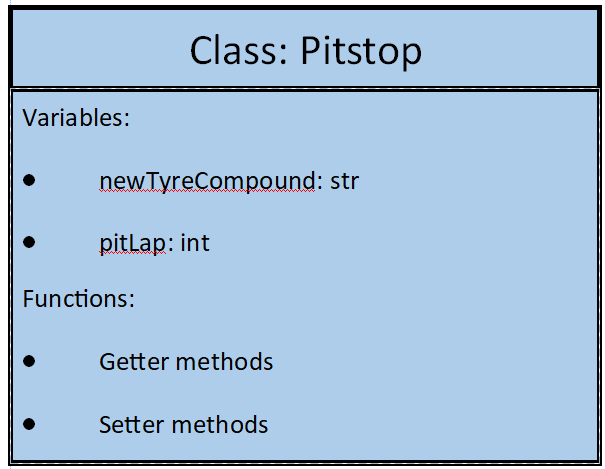 Class: Pitstop
Variables:
● newTyreCompound: str
● pitLap: int
Functions:
● Getter methods
● Setter methods